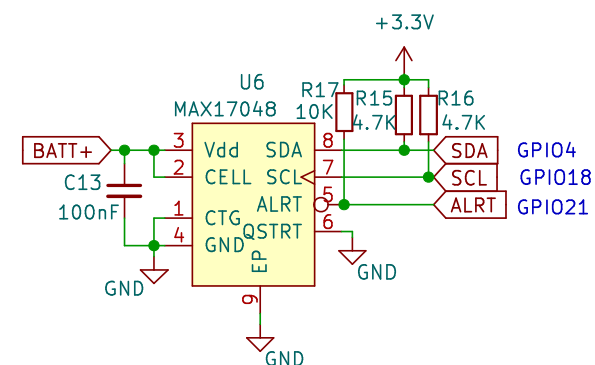 +3.3V
U6
MAX17048
R17
10K
R15
4.7K
R16
4.7K
BATT+
C13
100nF
3
Vdd
2
CELL
1
CTG
4
GND
EP
9
SDA
8
SCL
7
ALRT
5
QSTRT
6
SDA
GPIO4
SCL
GPIO18
ALRT
GPIO21
GND
GND
GND